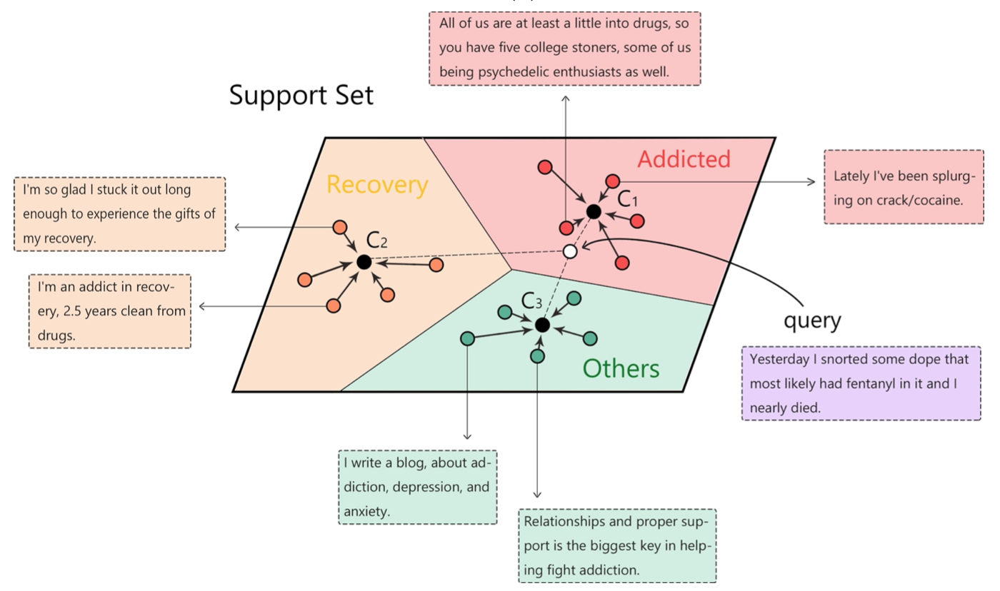 All of us are at least a little into drugs, so
you have five college stoners, some of us
being psychedelic enthusiasts as well.
Support Set
Addicted
Recovery
Lately I've been splurg-
ing on crack/cocaine.
I'm so glad I stuck it out long
enough to experience the gifts of
my recovery.
C1
C2
I'm an addict in recov-
ery, 2.5 years clean from
drugs.
C3
query
Others
Yesterday I snorted some dope that
most likely had fentanyl in it and I
nearly died.
I write a blog, about ad-
diction, depression, and
anxiety.
Relationships and proper sup-
port is the biggest key in help-
ing fight addiction.